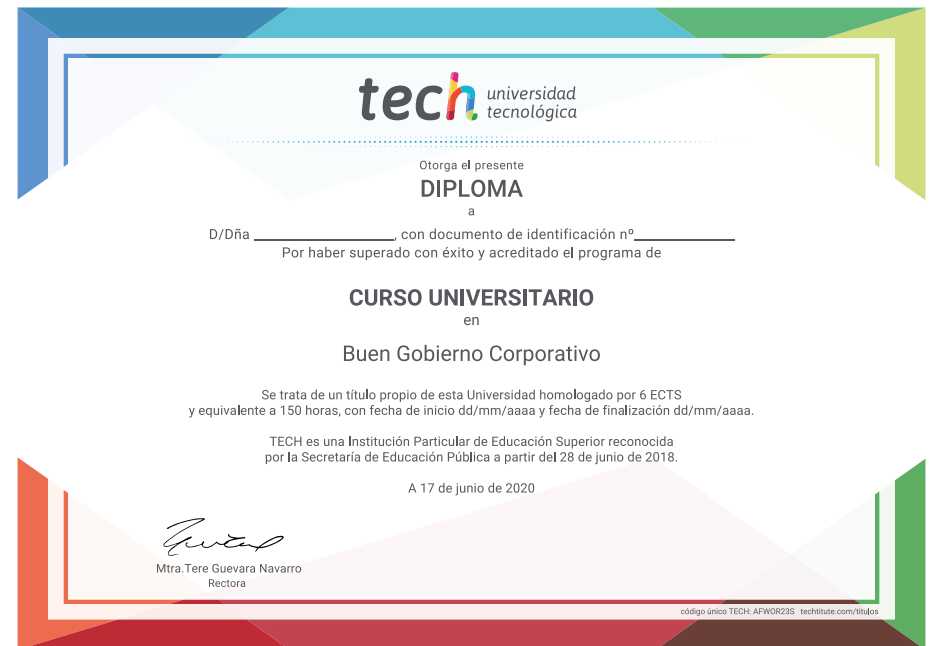 tech universidad
tecnológica
Otorga el presente
DIPLOMA
a
D/Dña ____________________, con documento de identificación nº______________
Por haber superado con éxito y acreditado el programa de
CURSO UNIVERSITARIO
en
Buen Gobierno Corporativo
Se trata de un título propio de esta Universidad homologado por 6 ECTS
y equivalente a 150 horas, con fecha de inicio dd/mm/aaaa y fecha de finalización dd/mm/aaaa.
TECH es una Institución Particular de Educación Superior reconocida
por la Secretaría de Educación Pública a partir del 28 de junio de 2018.
A 17 de junio de 2020
Mtra.Tere Guevara Navarro
Rectora
código único TECH: AFWOR23S techtitute.com/titulos